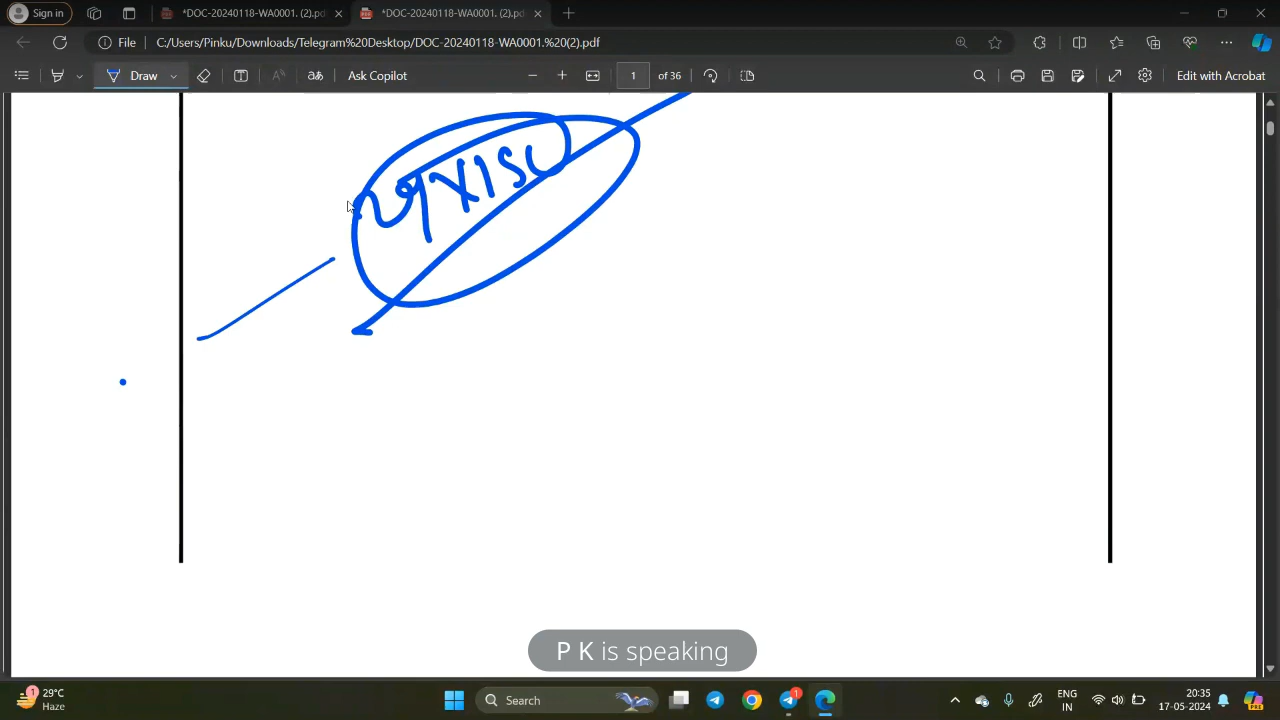 Sign in
*DOC-20240118-WA0001. (2).pd
*DOC-20240118-WA0001. (2).pd
File
C:/Users/Pinku/Downloads/Telegram%20Desktop/DOC-20240118-WA0001.%20(2).pdf
Draw
Ask Copilot
1
of 36
Edit with Acrobat
P K is speaking
1
29°C
Haze
Search
1
ENG
IN
20:35
17-05-2024